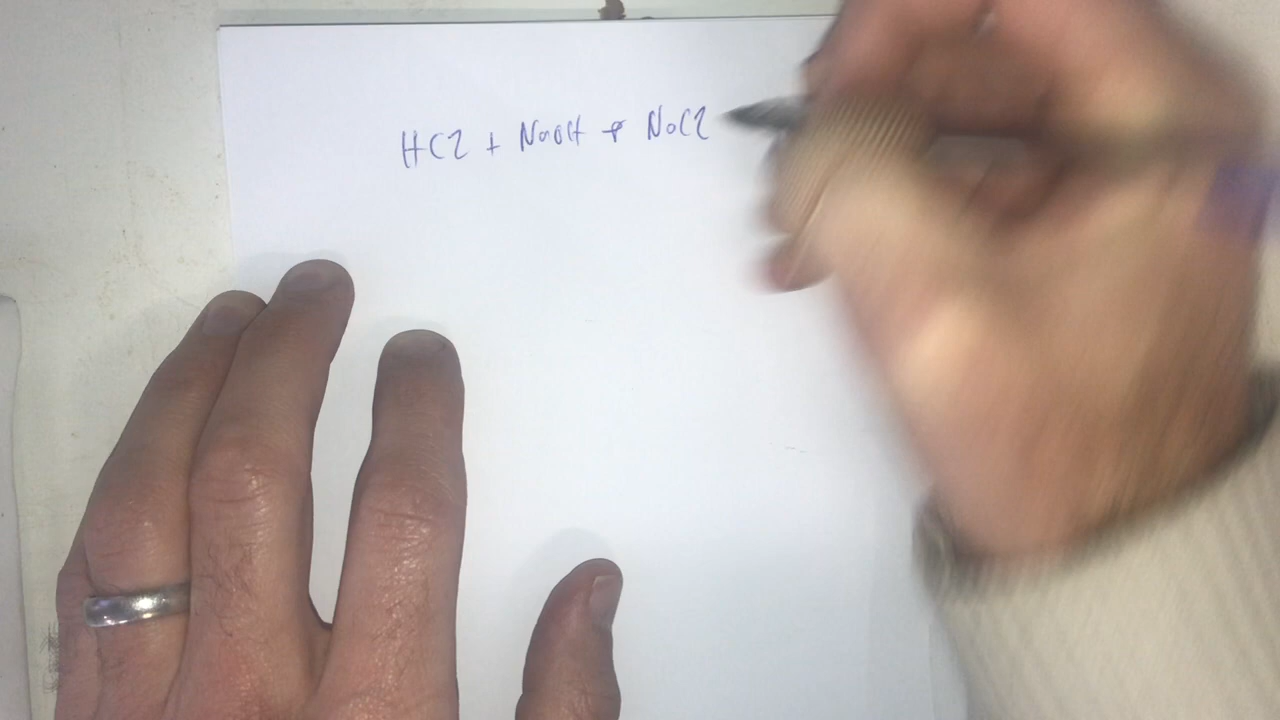 HCl + NaOH → NaCl